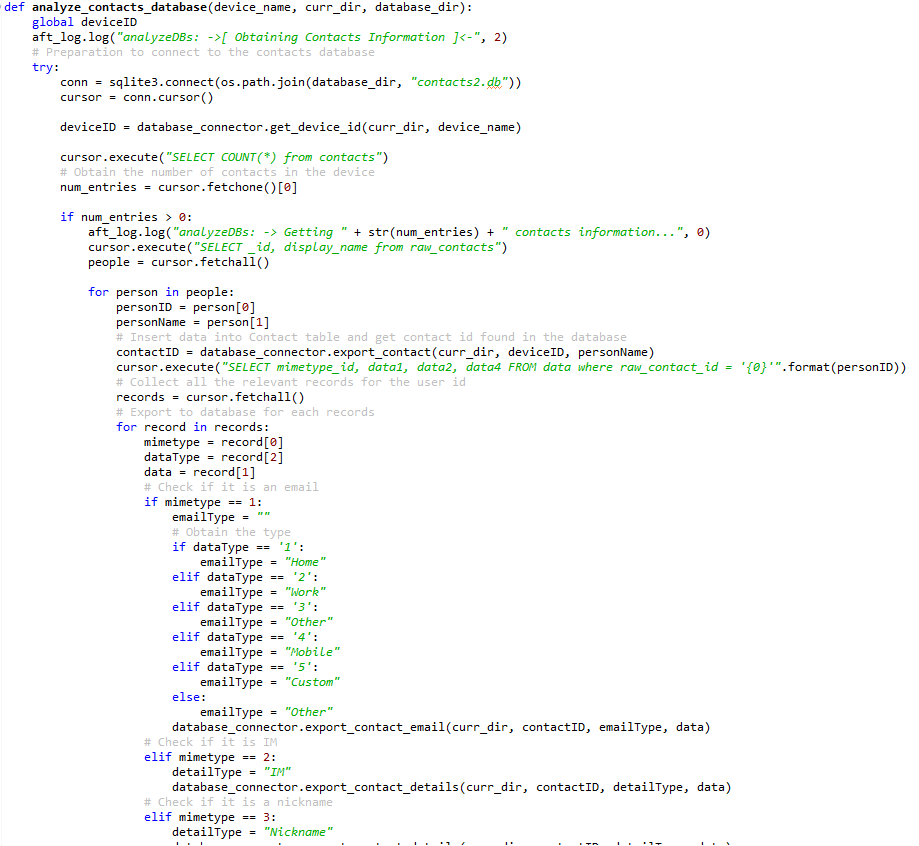 def analyze_contacts_database(device_name, curr_dir, database_dir):
    global deviceID
    aft_log.log("analyzeDBs: ->[ Obtaining Contacts Information ]<-", 2)
    # Preparation to connect to the contacts database
    try:
        conn = sqlite3.connect(os.path.join(database_dir, "contacts2.db"))
        cursor = conn.cursor()
        deviceID = database_connector.get_device_id(curr_dir, device_name)
        cursor.execute("SELECT COUNT(*) from contacts")
        # Obtain the number of contacts in the device
        num_entries = cursor.fetchone()[0]
        if num_entries > 0:
            aft_log.log("analyzeDBs: -> Getting " + str(num_entries) + " contacts information...", 0)
            cursor.execute("SELECT _id, display_name from raw_contacts")
            people = cursor.fetchall()
            for person in people:
                personID = person[0]
                personName = person[1]
                # Insert data into Contact table and get contact id found in the database
                contactID = database_connector.export_contact(curr_dir, deviceID, personName)
                cursor.execute("SELECT mimetype_id, data1, data2, data4 FROM data where raw_contact_id = '{0}'".format(personID))
                # Collect all the relevant records for the user id
                records = cursor.fetchall()
                # Export to database for each records
                for record in records:
                    mimetype = record[0]
                    dataType = record[2]
                    data = record[1]
                    # Check if it is an email
                    if mimetype == 1:
                        emailType = ""
                        # Obtain the type
                        if dataType == '1':
                            emailType = "Home"
                        elif dataType == '2':
                            emailType = "Work"
                        elif dataType == '3':
                            emailType = "Other"
                        elif dataType == '4':
                            emailType = "Mobile"
                        elif dataType == '5':
                            emailType = "Custom"
                        else:
                            emailType = "Other"
                        database_connector.export_contact_email(curr_dir, contactID, emailType, data)
                    # Check if it is IM
                    elif mimetype == 2:
                        detailType = "IM"
                        database_connector.export_contact_details(curr_dir, contactID, detailType, data)
                    # Check if it is a nickname
                    elif mimetype == 3:
                        detailType = "Nickname"